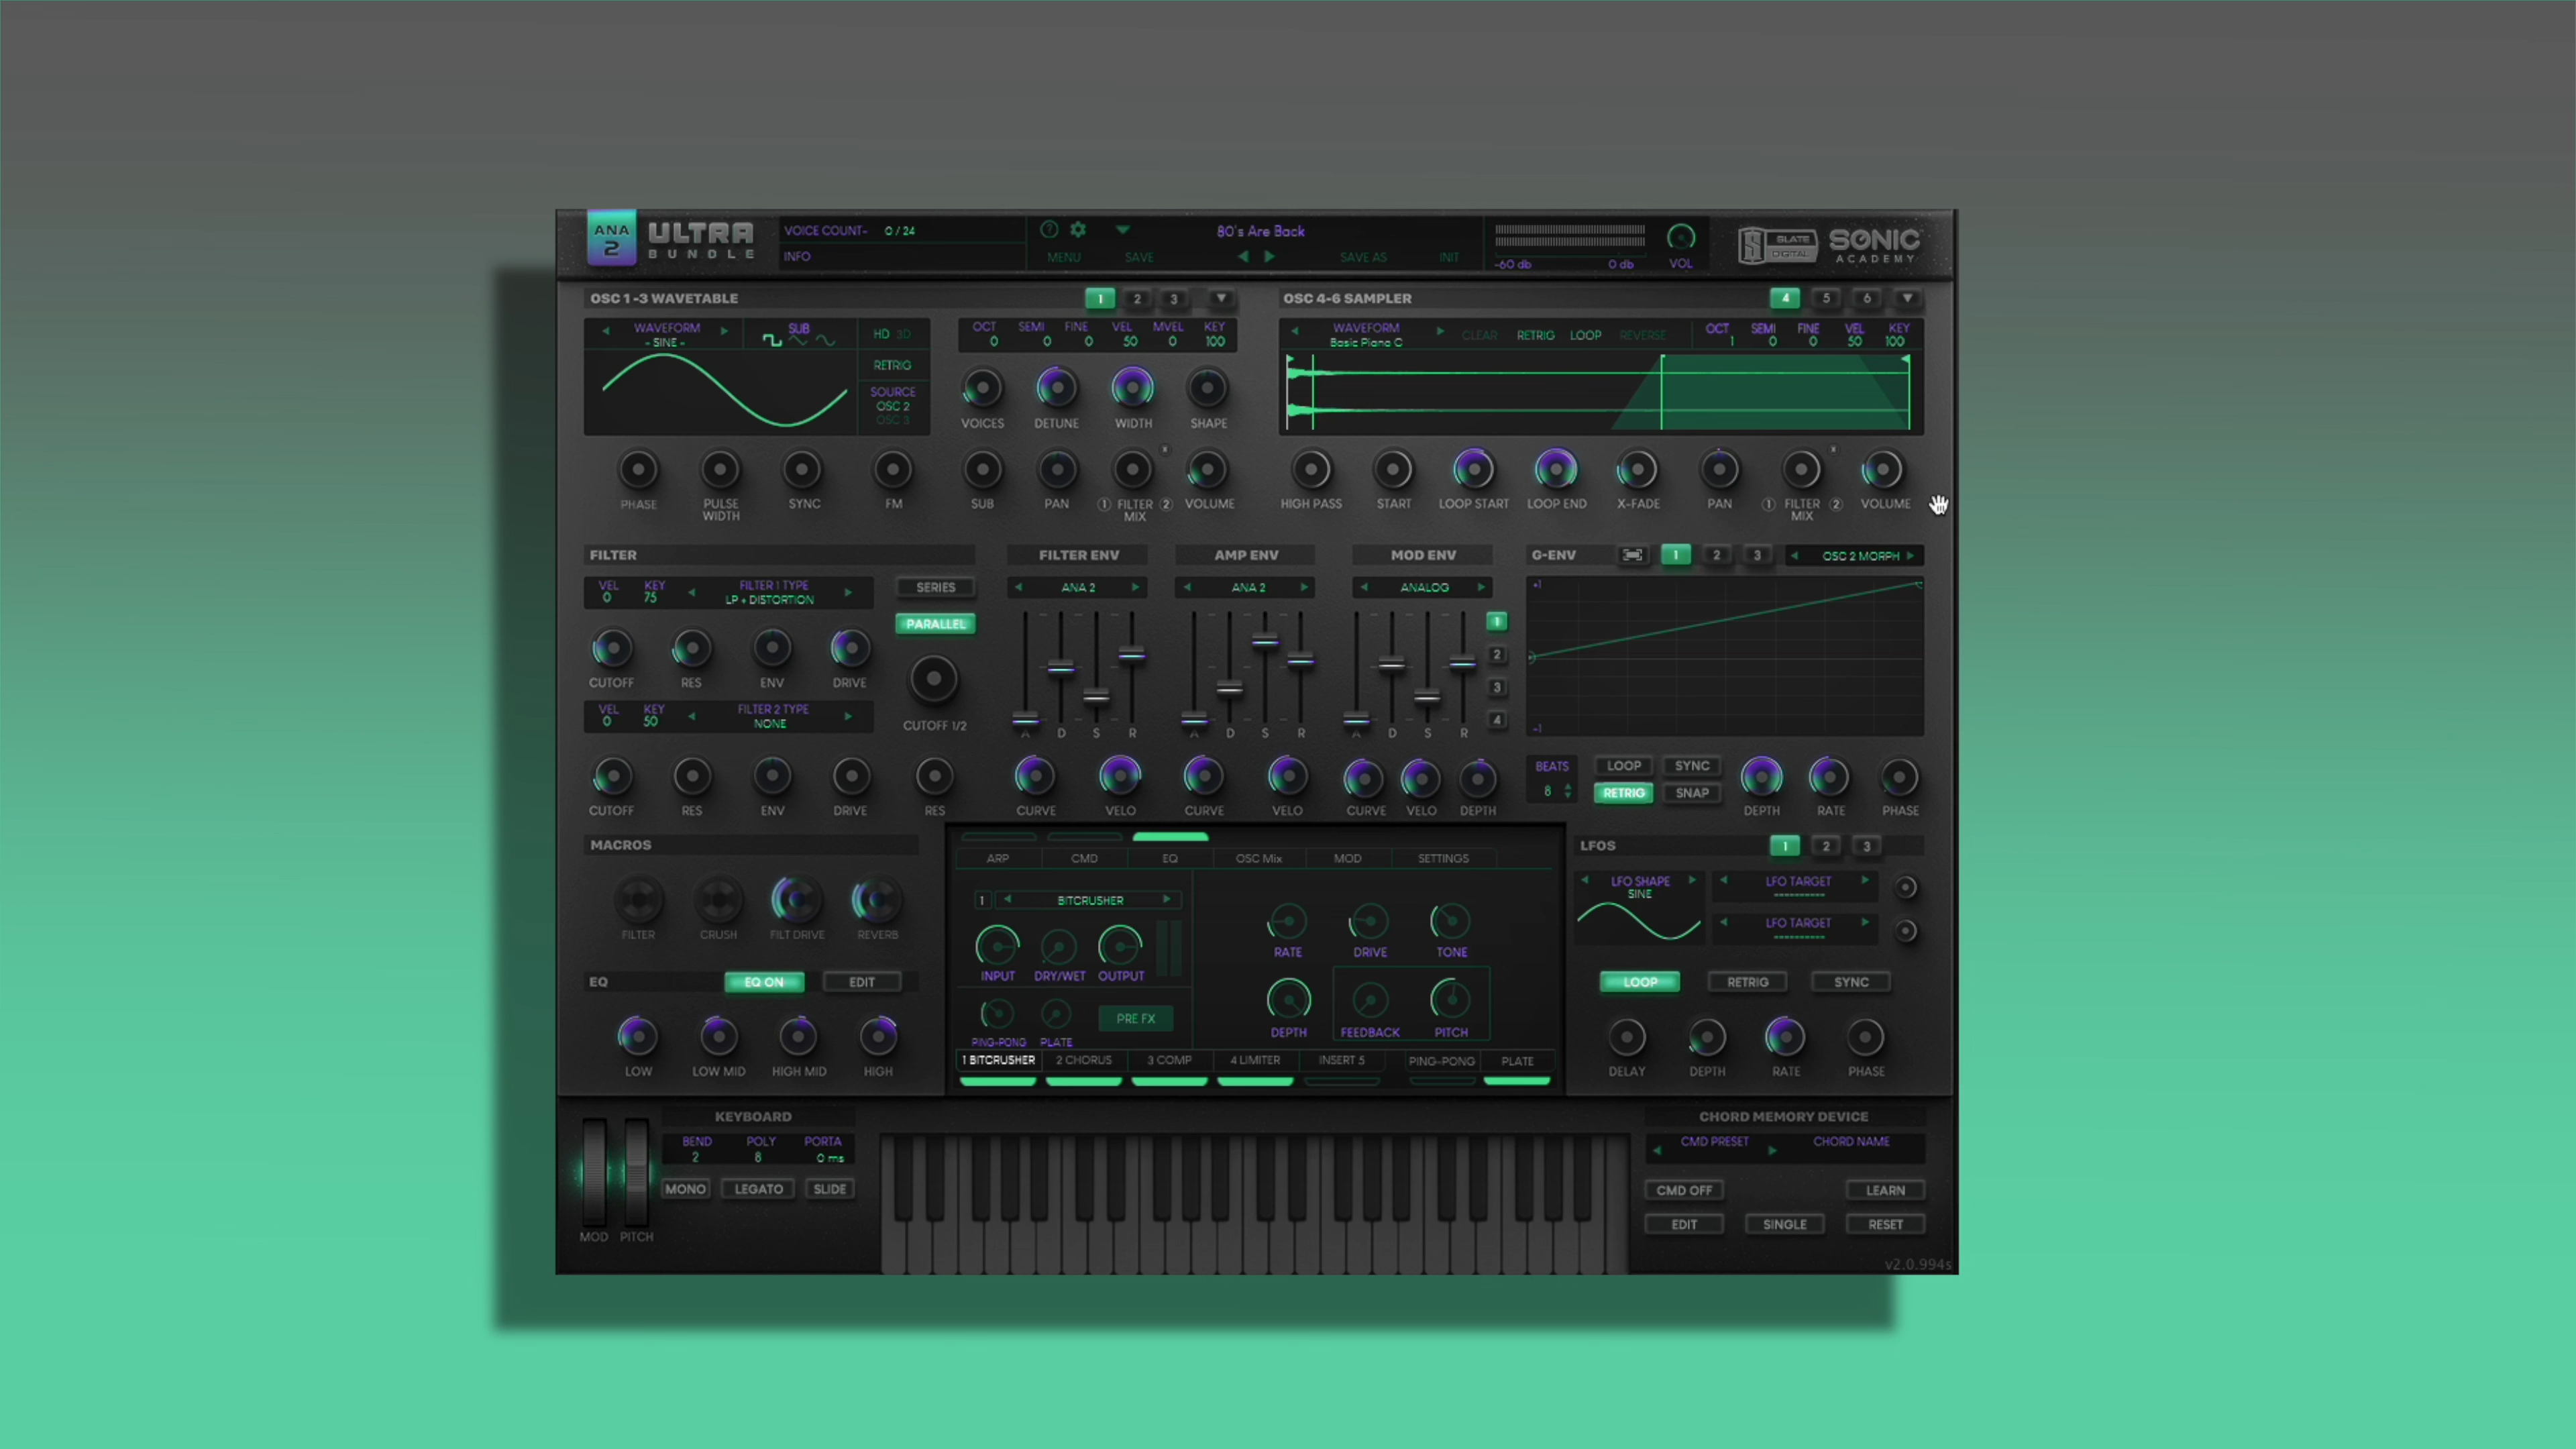 ANA 2
ULTRA BUNDLE
VOICE COUNT- 0 / 24
INFO
? MENU SAVE
80's Are Back
SAVE AS INIT
-60 db 0 db
VOL
SLATE DIGITAL
SONIC ACADEMY
OSC 1-3 WAVETABLE
1 2 3
WAVEFORM
- SINE -
SUB
HD 3D
RETRIG
SOURCE
OSC 2
OSC 3
OCT SEMI FINE VEL MVEL KEY
0 0 0 50 0 100
VOICES DETUNE WIDTH SHAPE
PHASE PULSE WIDTH SYNC FM SUB PAN 1 FILTER MIX 2 VOLUME
OSC 4-6 SAMPLER
4 5 6
WAVEFORM
Basic Piano C
CLEAR RETRIG LOOP REVERSE
OCT SEMI FINE VEL KEY
1 0 0 50 100
HIGH PASS START LOOP START LOOP END X-FADE PAN 1 FILTER MIX 2 VOLUME
FILTER
VEL KEY FILTER 1 TYPE
0 75 LP + DISTORTION
SERIES
PARALLEL
CUTOFF RES ENV DRIVE
VEL KEY FILTER 2 TYPE
0 50 NONE
CUTOFF 1/2
CUTOFF RES ENV DRIVE RES
FILTER ENV
ANA 2
A D S R
CURVE VELO
AMP ENV
ANA 2
A D S R
CURVE VELO
MOD ENV
ANALOG
1
2
3
4
A D S R
CURVE VELO DEPTH
G-ENV 1 2 3 OSC 2 MORPH
+1
-1
BEATS
8
LOOP SYNC
RETRIG SNAP
DEPTH RATE PHASE
MACROS
FILTER CRUSH FILT DRIVE REVERB
EQ EQ ON EDIT
LOW LOW MID HIGH MID HIGH
ARP CMD EQ OSC Mix MOD SETTINGS
1 BITCRUSHER
INPUT DRY/WET OUTPUT
PING-PONG PLATE
PRE FX
RATE DRIVE TONE
DEPTH FEEDBACK PITCH
1 BITCRUSHER 2 CHORUS 3 COMP 4 LIMITER INSERT 5 PING-PONG PLATE
LFOS 1 2 3
LFO SHAPE
SINE
LFO TARGET
----------
LFO TARGET
----------
LOOP RETRIG SYNC
DELAY DEPTH RATE PHASE
KEYBOARD
BEND POLY PORTA
2 8 0 ms
MONO LEGATO SLIDE
MOD PITCH
CHORD MEMORY DEVICE
CMD PRESET CHORD NAME
CMD OFF LEARN
EDIT SINGLE RESET
v2.0.994s